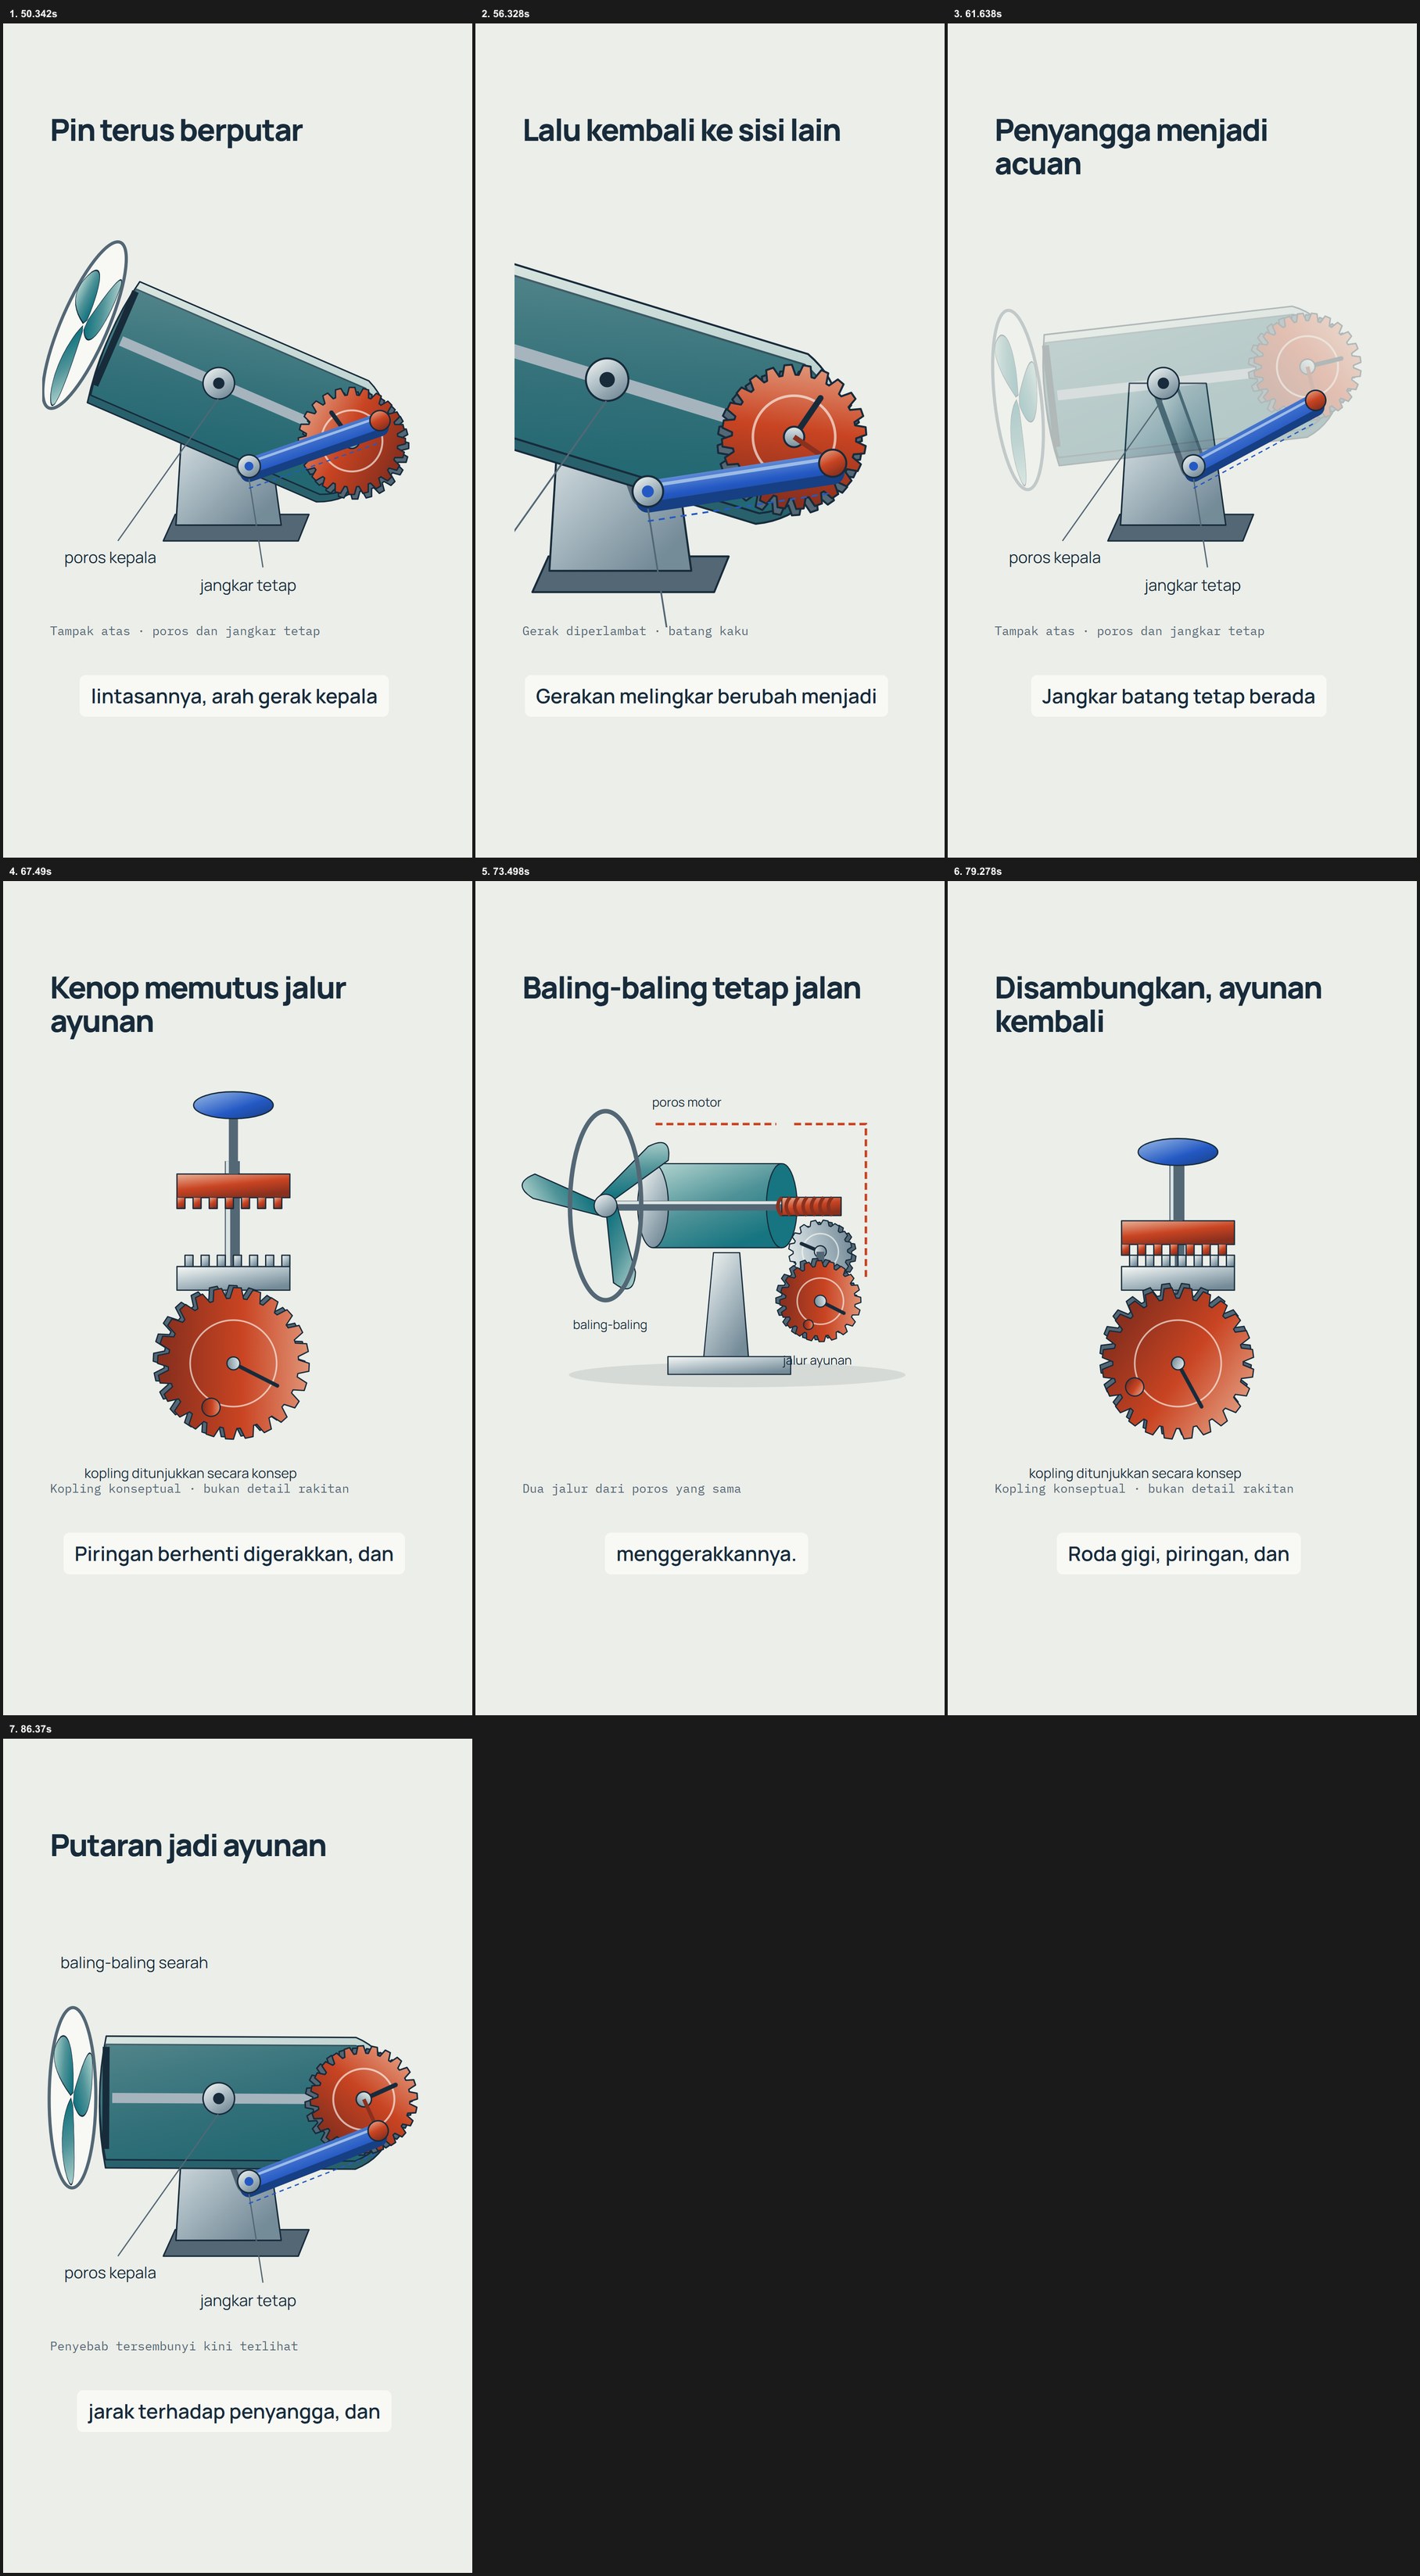 1. 50.342s
Pin terus berputar
poros kepala
jangkar tetap
Tampak atas · poros dan jangkar tetap
lintasannya, arah gerak kepala
2. 56.328s
Lalu kembali ke sisi lain
Gerak diperlambat · batang kaku
Gerakan melingkar berubah menjadi
3. 61.638s
Penyangga menjadi
acuan
poros kepala
jangkar tetap
Tampak atas · poros dan jangkar tetap
Jangkar batang tetap berada
4. 67.49s
Kenop memutus jalur
ayunan
kopling ditunjukkan secara konsep
Kopling konseptual · bukan detail rakitan
Piringan berhenti digerakkan, dan
5. 73.498s
Baling-baling tetap jalan
poros motor
baling-baling
jalur ayunan
Dua jalur dari poros yang sama
menggerakkannya.
6. 79.278s
Disambungkan, ayunan
kembali
kopling ditunjukkan secara konsep
Kopling konseptual · bukan detail rakitan
Roda gigi, piringan, dan
7. 86.37s
Putaran jadi ayunan
baling-baling searah
poros kepala
jangkar tetap
Penyebab tersembunyi kini terlihat
jarak terhadap penyangga, dan